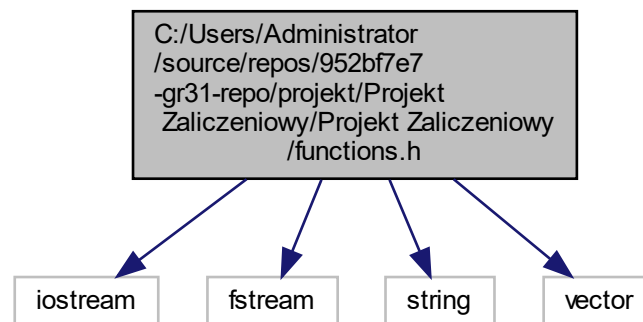 C:/Users/Administrator
/source/repos/952bf7e7
-gr31-repo/projekt/Projekt
Zaliczeniowy/Projekt Zaliczeniowy
/functions.h
iostream
fstream
string
vector